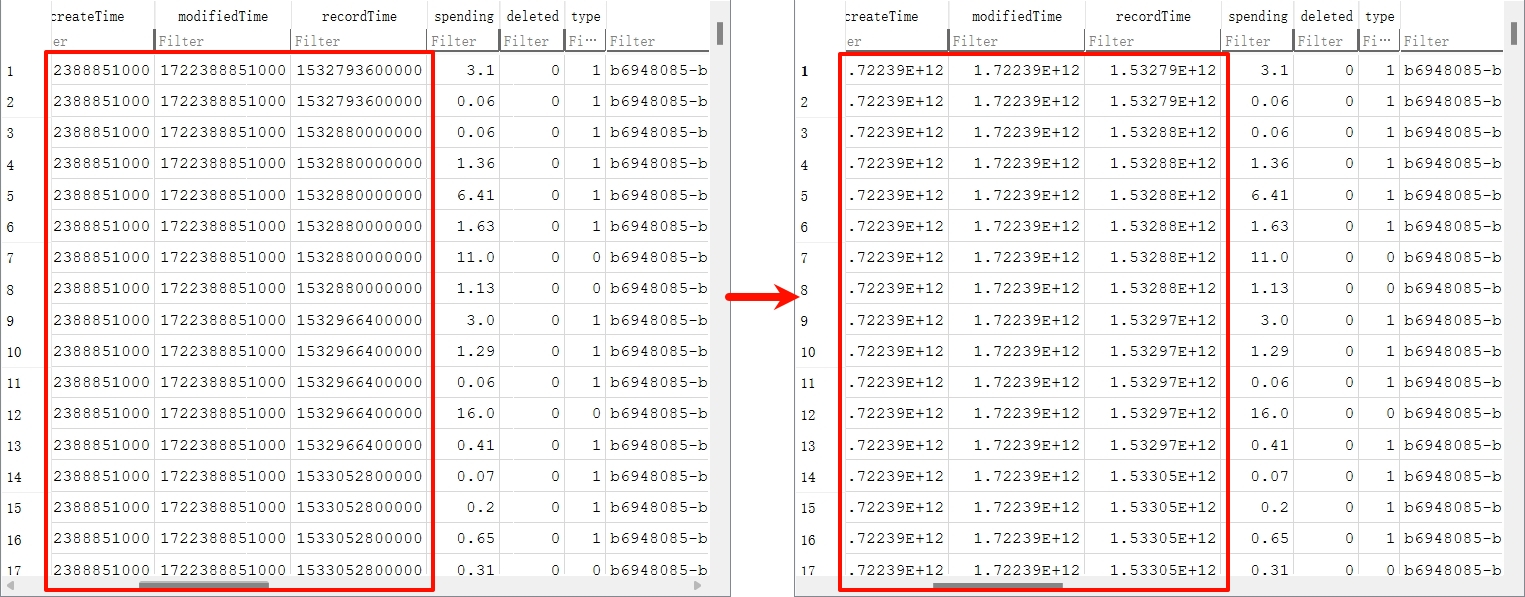 createTime modifiedTime recordTime spending deleted type createTime modifiedTime recordTime spending deleted type
er Filter Filter Filter Filter Fi… Filter er Filter Filter Filter Filter Fi… Filter
1 2388851000 1722388851000 1532793600000 3.1 0 1 b6948085-b 1 .72239E+12 1.72239E+12 1.53279E+12 3.1 0 1 b6948085-b
2 2388851000 1722388851000 1532793600000 0.06 0 1 b6948085-b 2 .72239E+12 1.72239E+12 1.53279E+12 0.06 0 1 b6948085-b
3 2388851000 1722388851000 1532880000000 0.06 0 1 b6948085-b 3 .72239E+12 1.72239E+12 1.53288E+12 0.06 0 1 b6948085-b
4 2388851000 1722388851000 1532880000000 1.36 0 1 b6948085-b 4 .72239E+12 1.72239E+12 1.53288E+12 1.36 0 1 b6948085-b
5 2388851000 1722388851000 1532880000000 6.41 0 1 b6948085-b 5 .72239E+12 1.72239E+12 1.53288E+12 6.41 0 1 b6948085-b
6 2388851000 1722388851000 1532880000000 1.63 0 1 b6948085-b 6 .72239E+12 1.72239E+12 1.53288E+12 1.63 0 1 b6948085-b
7 2388851000 1722388851000 1532880000000 11.0 0 0 b6948085-b 7 .72239E+12 1.72239E+12 1.53288E+12 11.0 0 0 b6948085-b
8 2388851000 1722388851000 1532880000000 1.13 0 0 b6948085-b 8 .72239E+12 1.72239E+12 1.53288E+12 1.13 0 0 b6948085-b
9 2388851000 1722388851000 1532966400000 3.0 0 1 b6948085-b 9 .72239E+12 1.72239E+12 1.53297E+12 3.0 0 1 b6948085-b
10 2388851000 1722388851000 1532966400000 1.29 0 1 b6948085-b 10 .72239E+12 1.72239E+12 1.53297E+12 1.29 0 1 b6948085-b
11 2388851000 1722388851000 1532966400000 0.06 0 1 b6948085-b 11 .72239E+12 1.72239E+12 1.53297E+12 0.06 0 1 b6948085-b
12 2388851000 1722388851000 1532966400000 16.0 0 0 b6948085-b 12 .72239E+12 1.72239E+12 1.53297E+12 16.0 0 0 b6948085-b
13 2388851000 1722388851000 1532966400000 0.41 0 1 b6948085-b 13 .72239E+12 1.72239E+12 1.53297E+12 0.41 0 1 b6948085-b
14 2388851000 1722388851000 1533052800000 0.07 0 1 b6948085-b 14 .72239E+12 1.72239E+12 1.53305E+12 0.07 0 1 b6948085-b
15 2388851000 1722388851000 1533052800000 0.2 0 1 b6948085-b 15 .72239E+12 1.72239E+12 1.53305E+12 0.2 0 1 b6948085-b
16 2388851000 1722388851000 1533052800000 0.65 0 1 b6948085-b 16 .72239E+12 1.72239E+12 1.53305E+12 0.65 0 1 b6948085-b
17 2388851000 1722388851000 1533052800000 0.31 0 0 b6948085-b 17 .72239E+12 1.72239E+12 1.53305E+12 0.31 0 0 b6948085-b